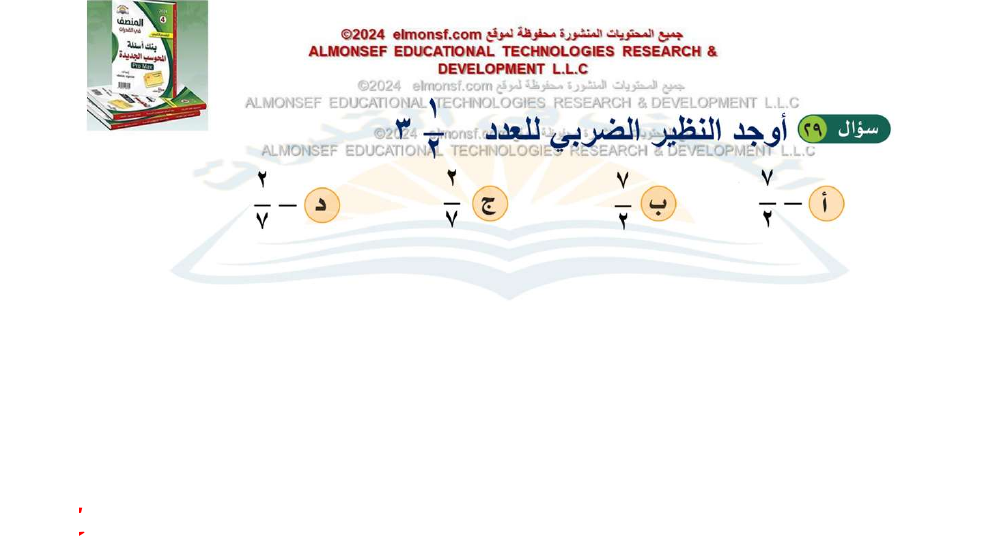 جميع المحتويات المنشورة محفوظة لموقع elmonsf.com ©2024
ALMONSEF EDUCATIONAL TECHNOLOGIES RESEARCH &
DEVELOPMENT L.L.C
جميع المحتويات المنشورة محفوظة لموقع elmonsf.com ©2024
ALMONSEF EDUCATIONAL TECHNOLOGIES RESEARCH & DEVELOPMENT L.L.C
سؤال ٢٩ أوجد النظير الضربي للعدد ٣ ١/٢
ALMONSEF EDUCATIONAL TECHNOLOGIES RESEARCH & DEVELOPMENT L.L.C
أ − ٧/٢ ب ٧/٢ ج ٢/٧ د − ٢/٧
المنصف
بنك أسئلة
المحوسب الجديدة